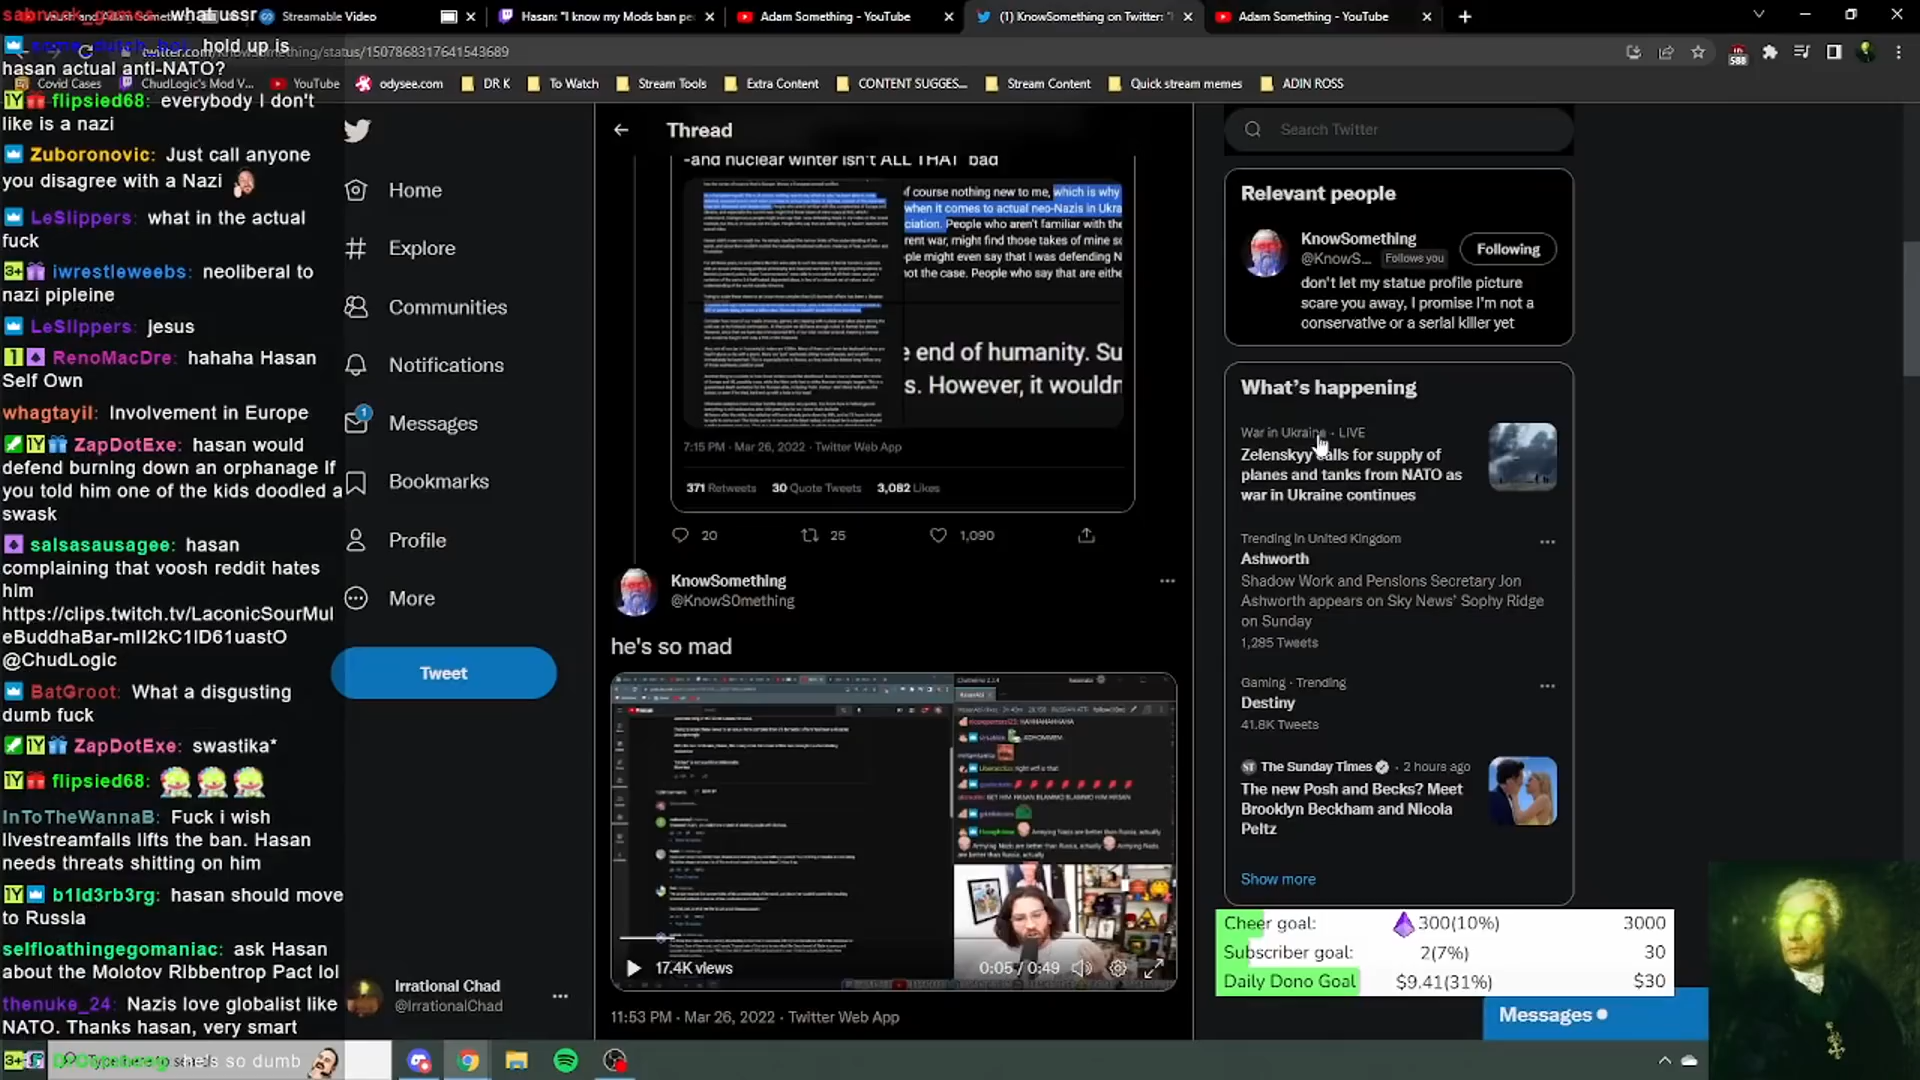 sabrnak_games: what ussr
hold up is
hasan actual anti-NATO?
flipsied68: everybody I don't
like is a nazi
Zuboronovic: Just call anyone
you disagree with a Nazi
LeSlippers: what in the actual
fuck
iwrestleweebs: neoliberal to
nazi pipleine
LeSlippers: jesus
RenoMacDre: hahaha Hasan
Self Own
whagtayil: Involvement in Europe
ZapDotExe: hasan would
defend burning down an orphanage if
you told him one of the kids doodled a
swask
salsasausagee: hasan
complaining that voosh reddit hates
him
https://clips.twitch.tv/LaconicSourMul
eBuddhaBar-mII2kC1ID61uastO
@ChudLogic
BatGroot: What a disgusting
dumb fuck
ZapDotExe: swastika*
flipsied68:
InToTheWannaB: Fuck i wish
livestreamfalls lifts the ban. Hasan
needs threats shitting on him
b1ld3rb3rg: hasan should move
to Russia
selfloathingegomaniac: ask Hasan
about the Molotov Ribbentrop Pact lol
thenuke_24: Nazis love globalist like
NATO. Thanks hasan, very smart
he's so dumb
Streamable Video
Hasan: "I know my Mods ban pe
Adam Something - YouTube
(1) KnowSomething on Twitter: "
Adam Something - YouTube
/status/1507868317641543689
Covid Cases
ChudLogic's Mod V...
YouTube
odysee.com
DR K
To Watch
Stream Tools
Extra Content
CONTENT SUGGES...
Stream Content
Quick stream memes
ADIN ROSS
588
Home
Explore
Communities
Notifications
1
Messages
Bookmarks
Profile
More
Tweet
Irrational Chad
@IrrationalChad
Thread
-and nuclear winter isn't ALL THAT bad
of course nothing new to me, which is why
when it comes to actual neo-Nazis in Ukra
ciation. People who aren't familiar with the
rent war, might find those takes of mine so
ple might even say that I was defending N
not the case. People who say that are eithe
e end of humanity. Su
s. However, it wouldn
7:15 PM · Mar 26, 2022 · Twitter Web App
371 Retweets 30 Quote Tweets 3,082 Likes
20 25 1,090
KnowSomething
@KnowS0mething
he's so mad
17.4K views
0:05 / 0:49
11:53 PM · Mar 26, 2022 · Twitter Web App
Search Twitter
Relevant people
KnowSomething
@KnowS... Follows you
Following
don't let my statue profile picture
scare you away, I promise I'm not a
conservative or a serial killer yet
What's happening
War in Ukraine · LIVE
Zelenskyy calls for supply of
planes and tanks from NATO as
war in Ukraine continues
Trending in United Kingdom
Ashworth
Shadow Work and Pensions Secretary Jon
Ashworth appears on Sky News' Sophy Ridge
on Sunday
1,285 Tweets
Gaming · Trending
Destiny
41.8K Tweets
The Sunday Times · 2 hours ago
The new Posh and Becks? Meet
Brooklyn Beckham and Nicola
Peltz
Show more
Cheer goal: 300(10%) 3000
Subscriber goal: 2(7%) 30
Daily Dono Goal $9.41(31%) $30
Messages